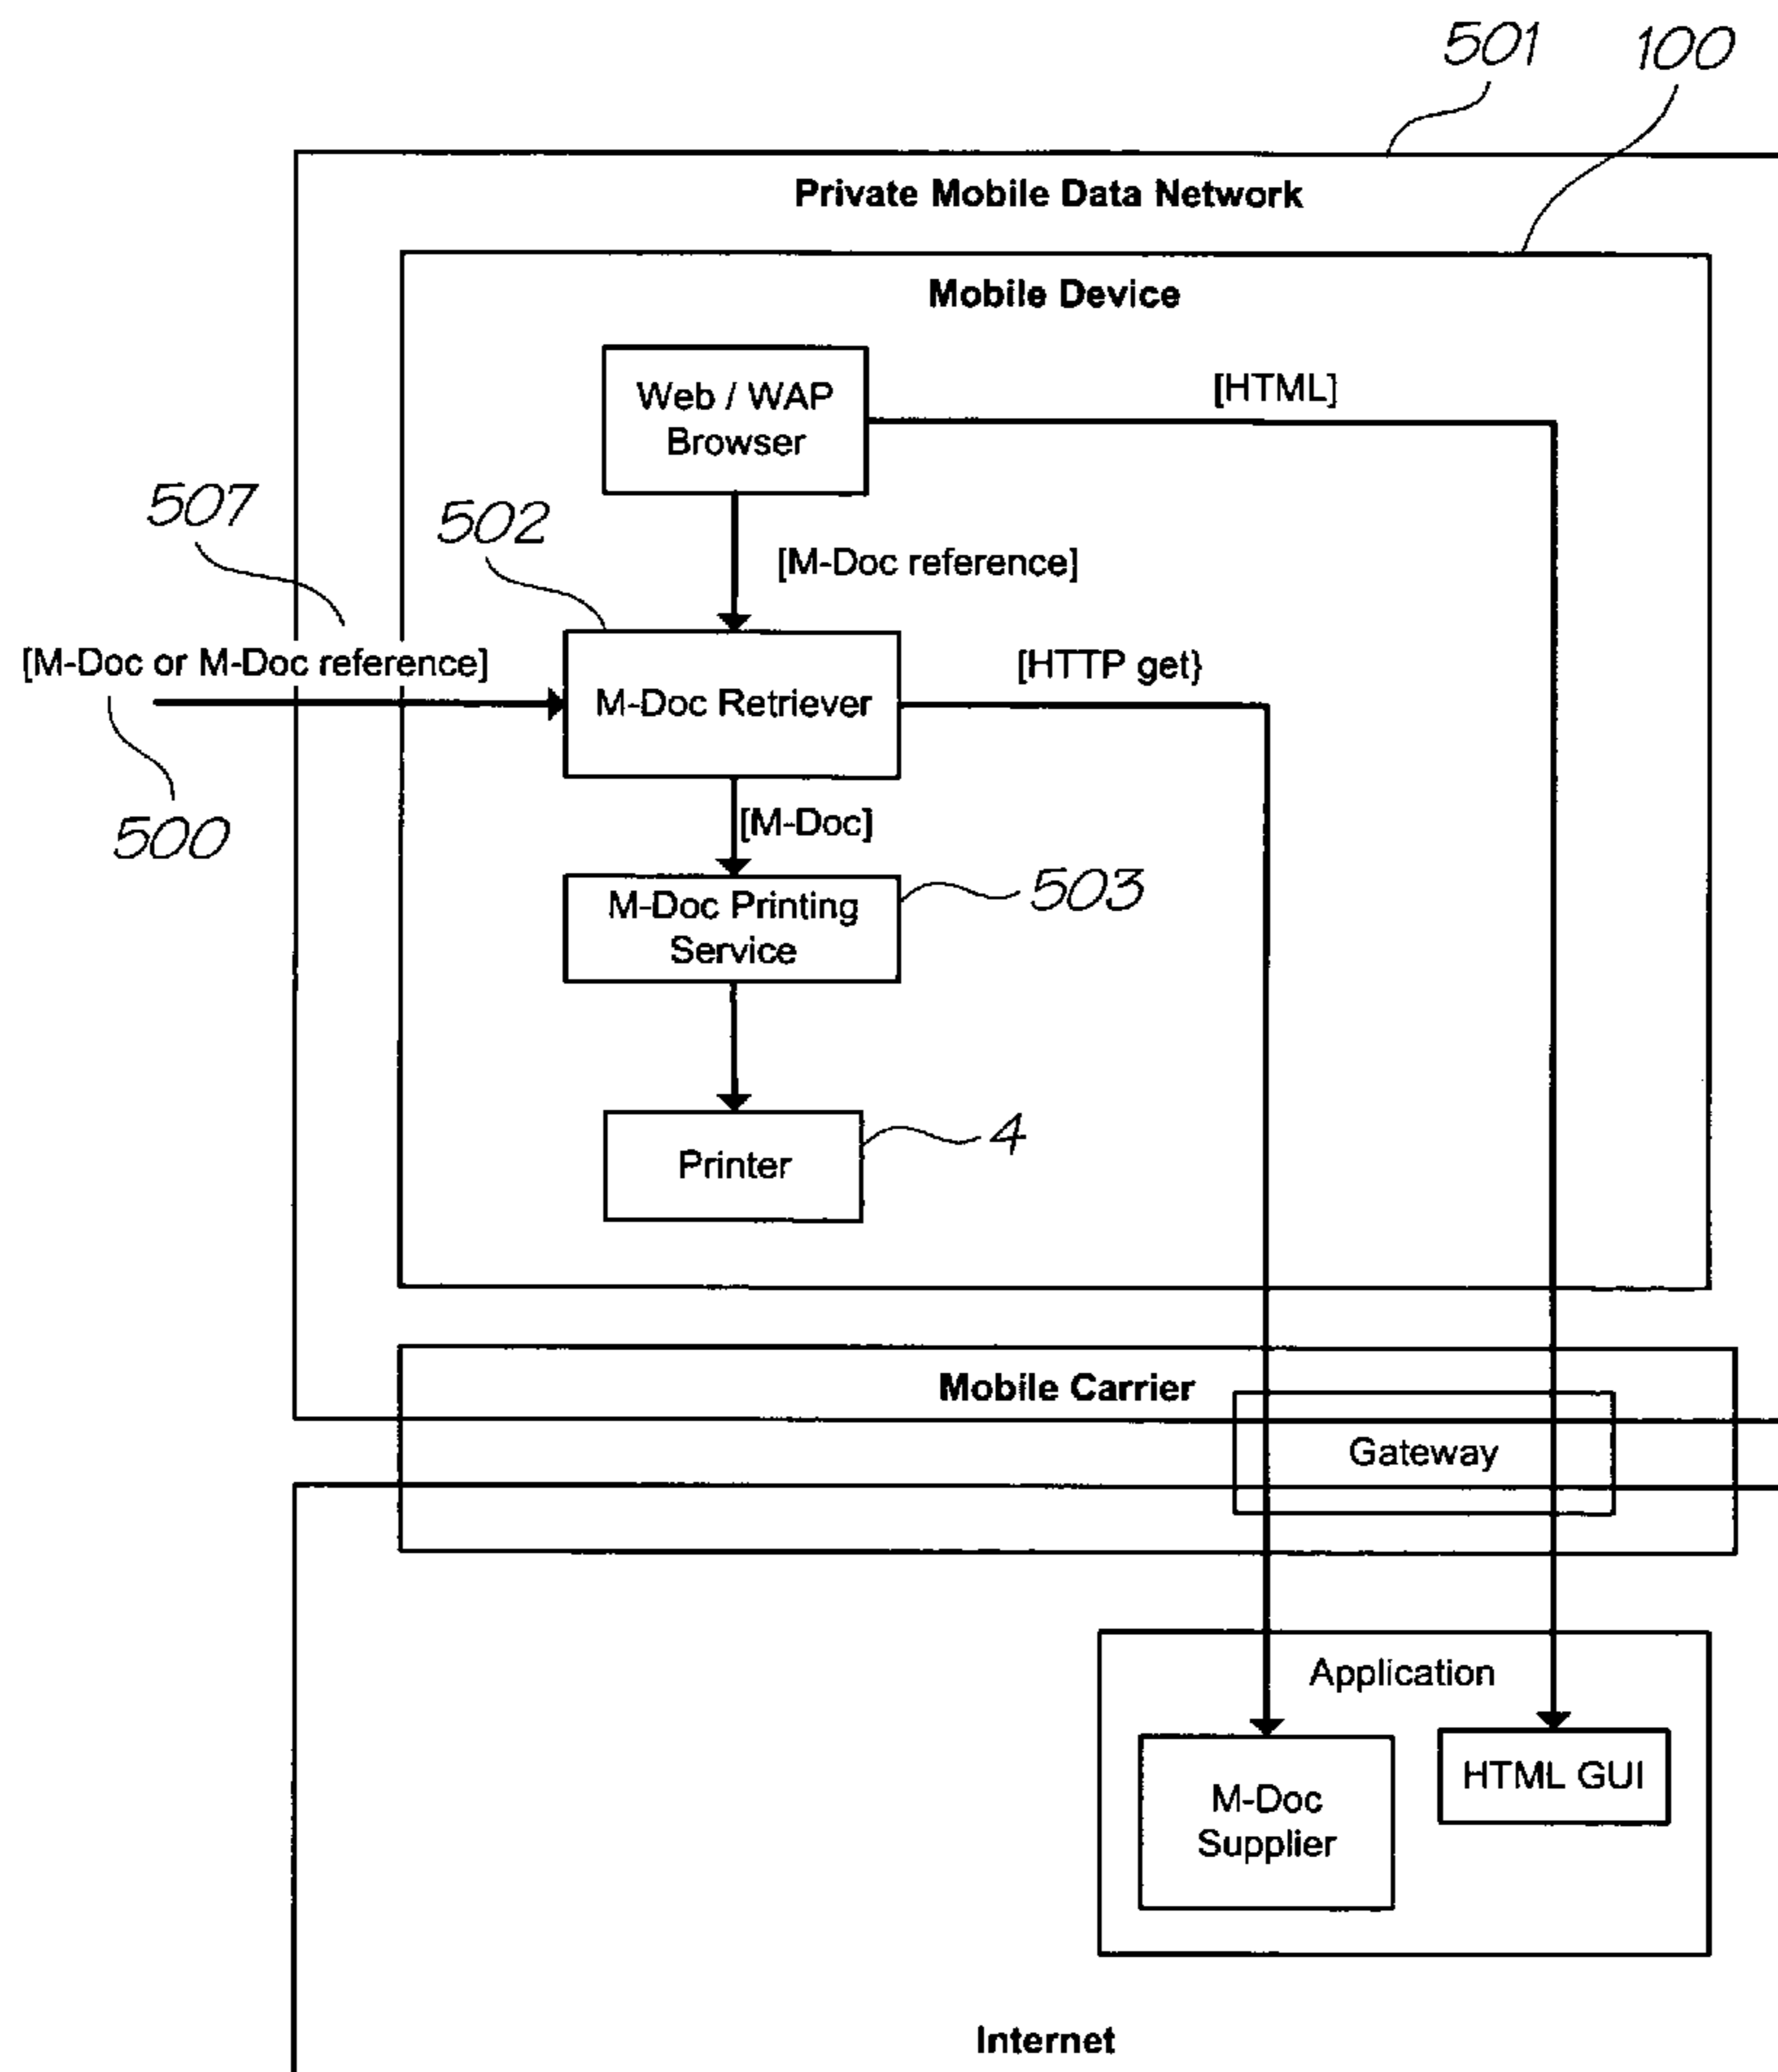 501 100
Private Mobile Data Network
Mobile Device
Web / WAP
Browser
[HTML]
507
502
[M-Doc reference]
[M-Doc or M-Doc reference]
M-Doc Retriever
[HTTP get}
500
[M-Doc]
M-Doc Printing
Service
503
Printer
4
Mobile Carrier
Gateway
Application
M-Doc
Supplier
HTML GUI
Internet